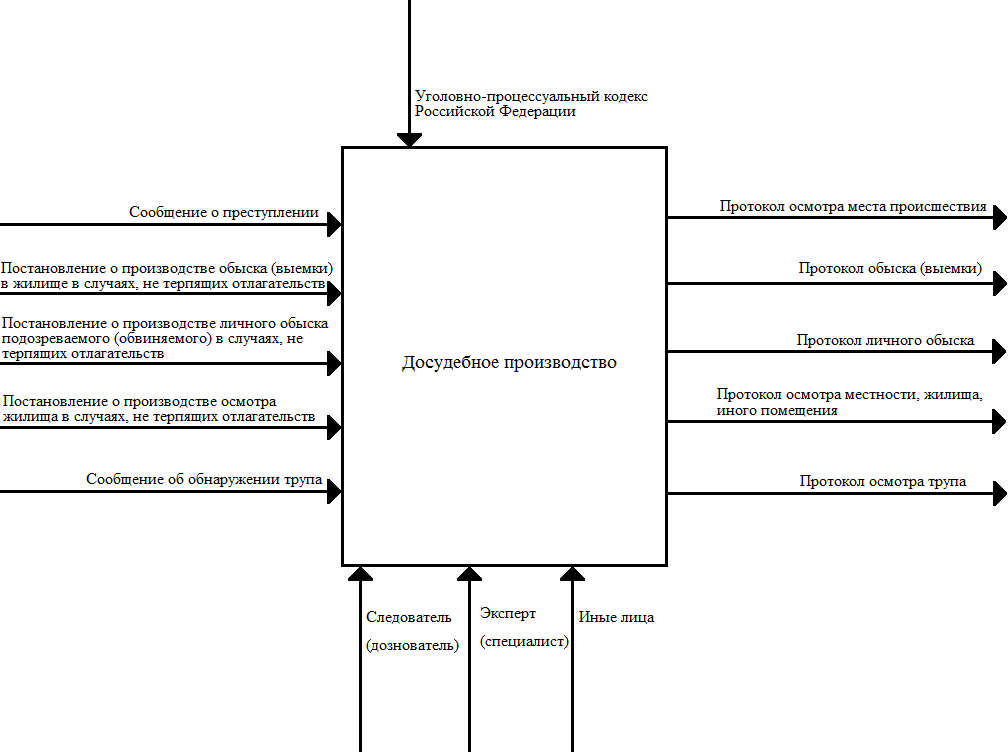 Уголовно-процессуальный кодекс
Российской Федерации
Сообщение о преступлении
Постановление о производстве обыска (выемки)
в жилище в случаях, не терпящих отлагательств
Постановление о производстве личного обыска
подозреваемого (обвиняемого) в случаях, не
терпящих отлагательств
Постановление о производстве осмотра
жилища в случаях, не терпящих отлагательств
Сообщение об обнаружении трупа
Досудебное производство
Протокол осмотра места происшествия
Протокол обыска (выемки)
Протокол личного обыска
Протокол осмотра местности, жилища,
иного помещения
Протокол осмотра трупа
Следователь
(дознователь)
Эксперт
(специалист)
Иные лица